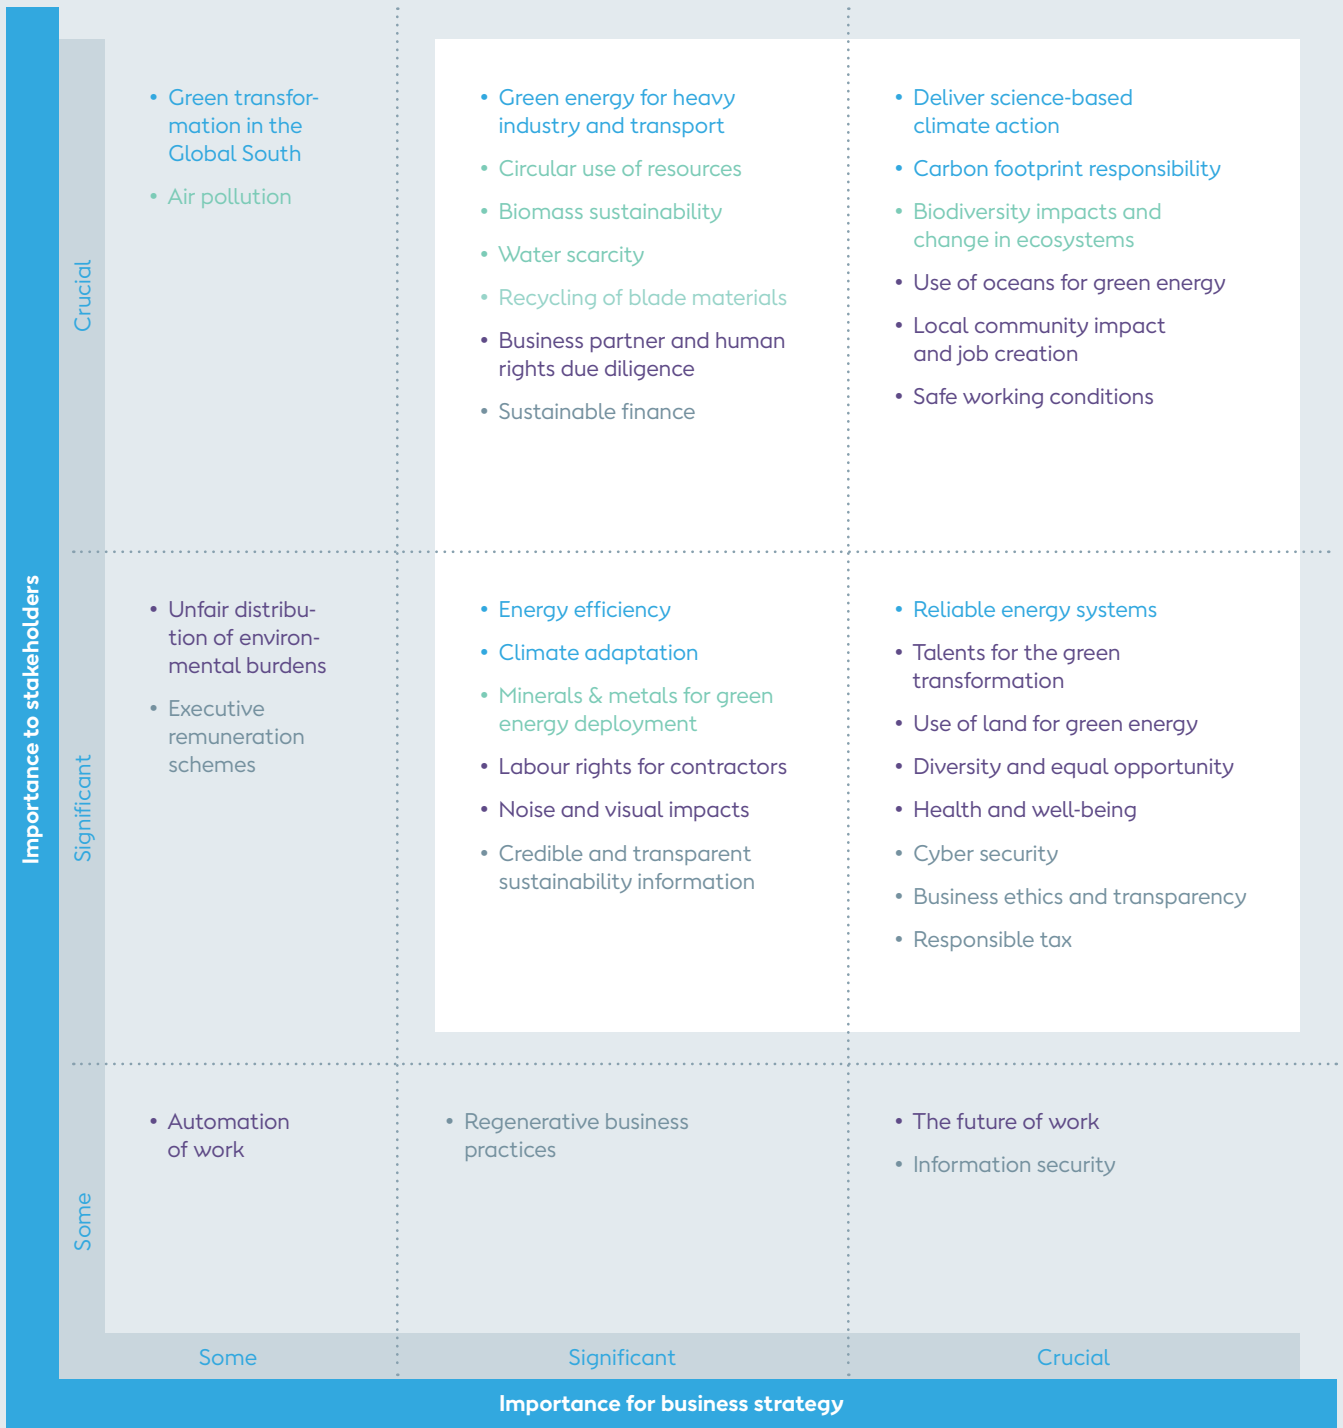 Importance to stakeholders
Crucial
• Green transfor-
mation in the
Global South
• Air pollution
• Green energy for heavy
industry and transport
• Circular use of resources
• Biomass sustainability
• Water scarcity
• Recycling of blade materials
• Business partner and human
rights due diligence
• Sustainable finance
• Deliver science-based
climate action
• Carbon footprint responsibility
• Biodiversity impacts and
change in ecosystems
• Use of oceans for green energy
• Local community impact
and job creation
• Safe working conditions
Significant
• Unfair distribu-
tion of environ-
mental burdens
• Executive
remuneration
schemes
• Energy efficiency
• Climate adaptation
• Minerals & metals for green
energy deployment
• Labour rights for contractors
• Noise and visual impacts
• Credible and transparent
sustainability information
• Reliable energy systems
• Talents for the green
transformation
• Use of land for green energy
• Diversity and equal opportunity
• Health and well-being
• Cyber security
• Business ethics and transparency
• Responsible tax
Some
• Automation
of work
• Regenerative business
practices
• The future of work
• Information security
Some
Significant
Crucial
Importance for business strategy